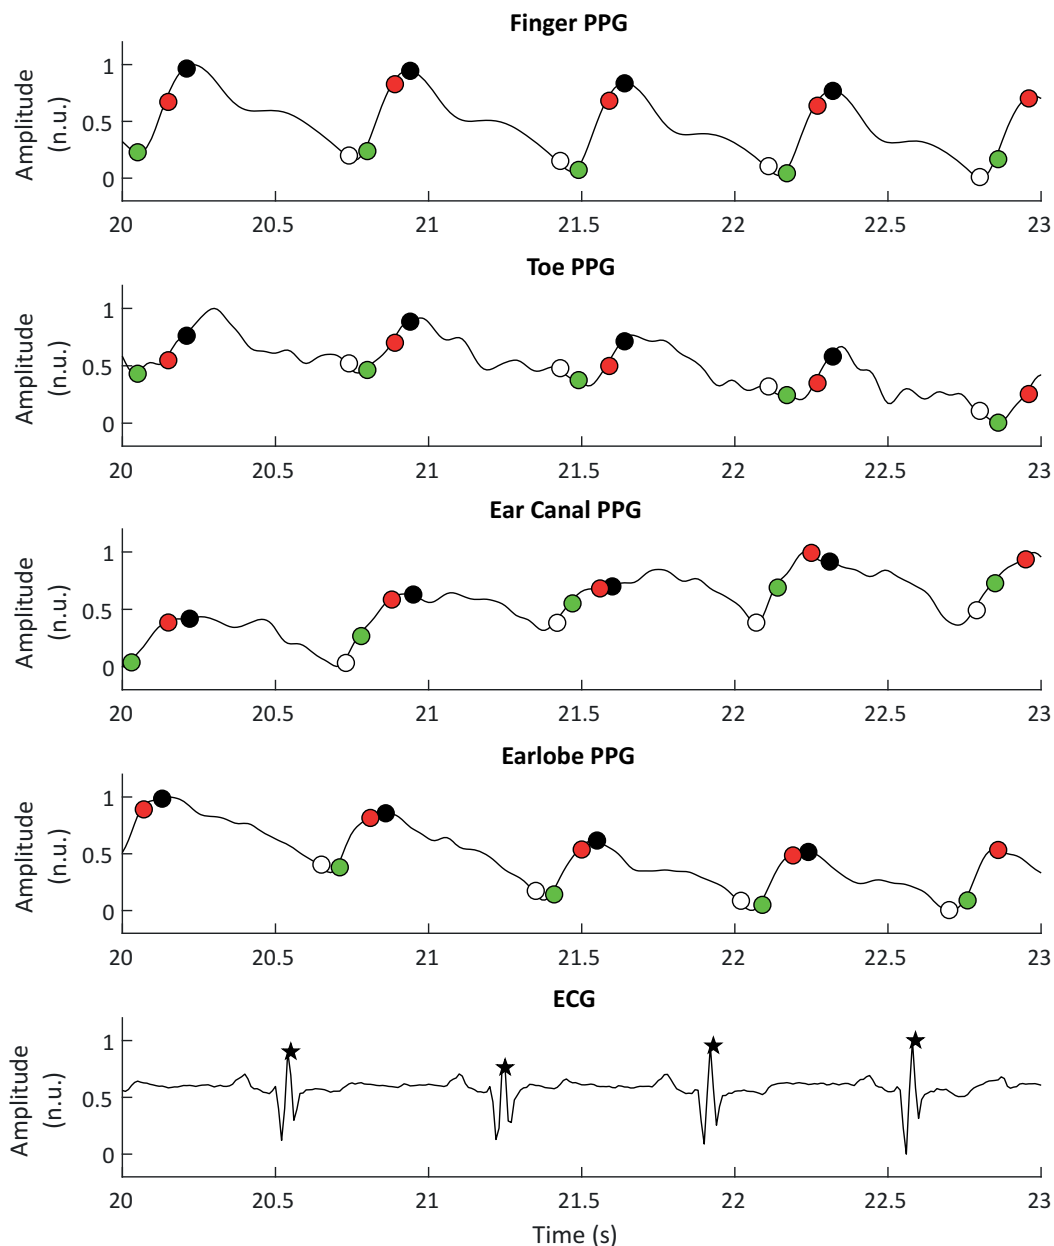 Finger PPG
Amplitude
(n.u.)
1
0.5
0
20 20.5 21 21.5 22 22.5 23
Toe PPG
Amplitude
(n.u.)
1
0.5
0
20 20.5 21 21.5 22 22.5 23
Ear Canal PPG
Amplitude
(n.u.)
1
0.5
0
20 20.5 21 21.5 22 22.5 23
Earlobe PPG
Amplitude
(n.u.)
1
0.5
0
20 20.5 21 21.5 22 22.5 23
ECG
Amplitude
(n.u.)
1
0.5
0
20 20.5 21 21.5 22 22.5 23
Time (s)